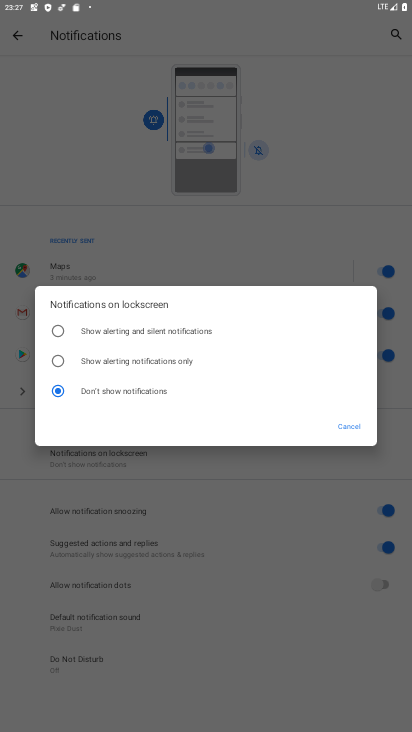 23:27
LTE
Notifications
RECENTLY SENT
Maps
3 minutes ago
Notifications on lockscreen
Show alerting and silent notifications
Show alerting notifications only
Don't show notifications
Cancel
Notifications on lockscreen
Don't show notifications
Allow notification snoozing
Suggested actions and replies
Automatically show suggested actions & replies
Allow notification dots
Default notification sound
Pixie Dust
Do Not Disturb
Off